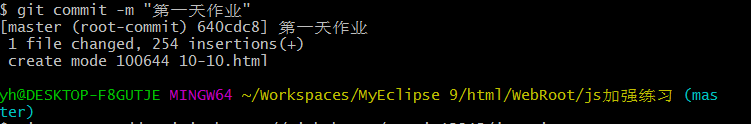 $ git commit -m "第一天作业"
[master (root-commit) 640cdc8] 第一天作业
 1 file changed, 254 insertions(+)
 create mode 100644 10-10.html
yh@DESKTOP-F8GUTJE MINGW64 ~/Workspaces/MyEclipse 9/html/WebRoot/js加强练习 (mas
ter)